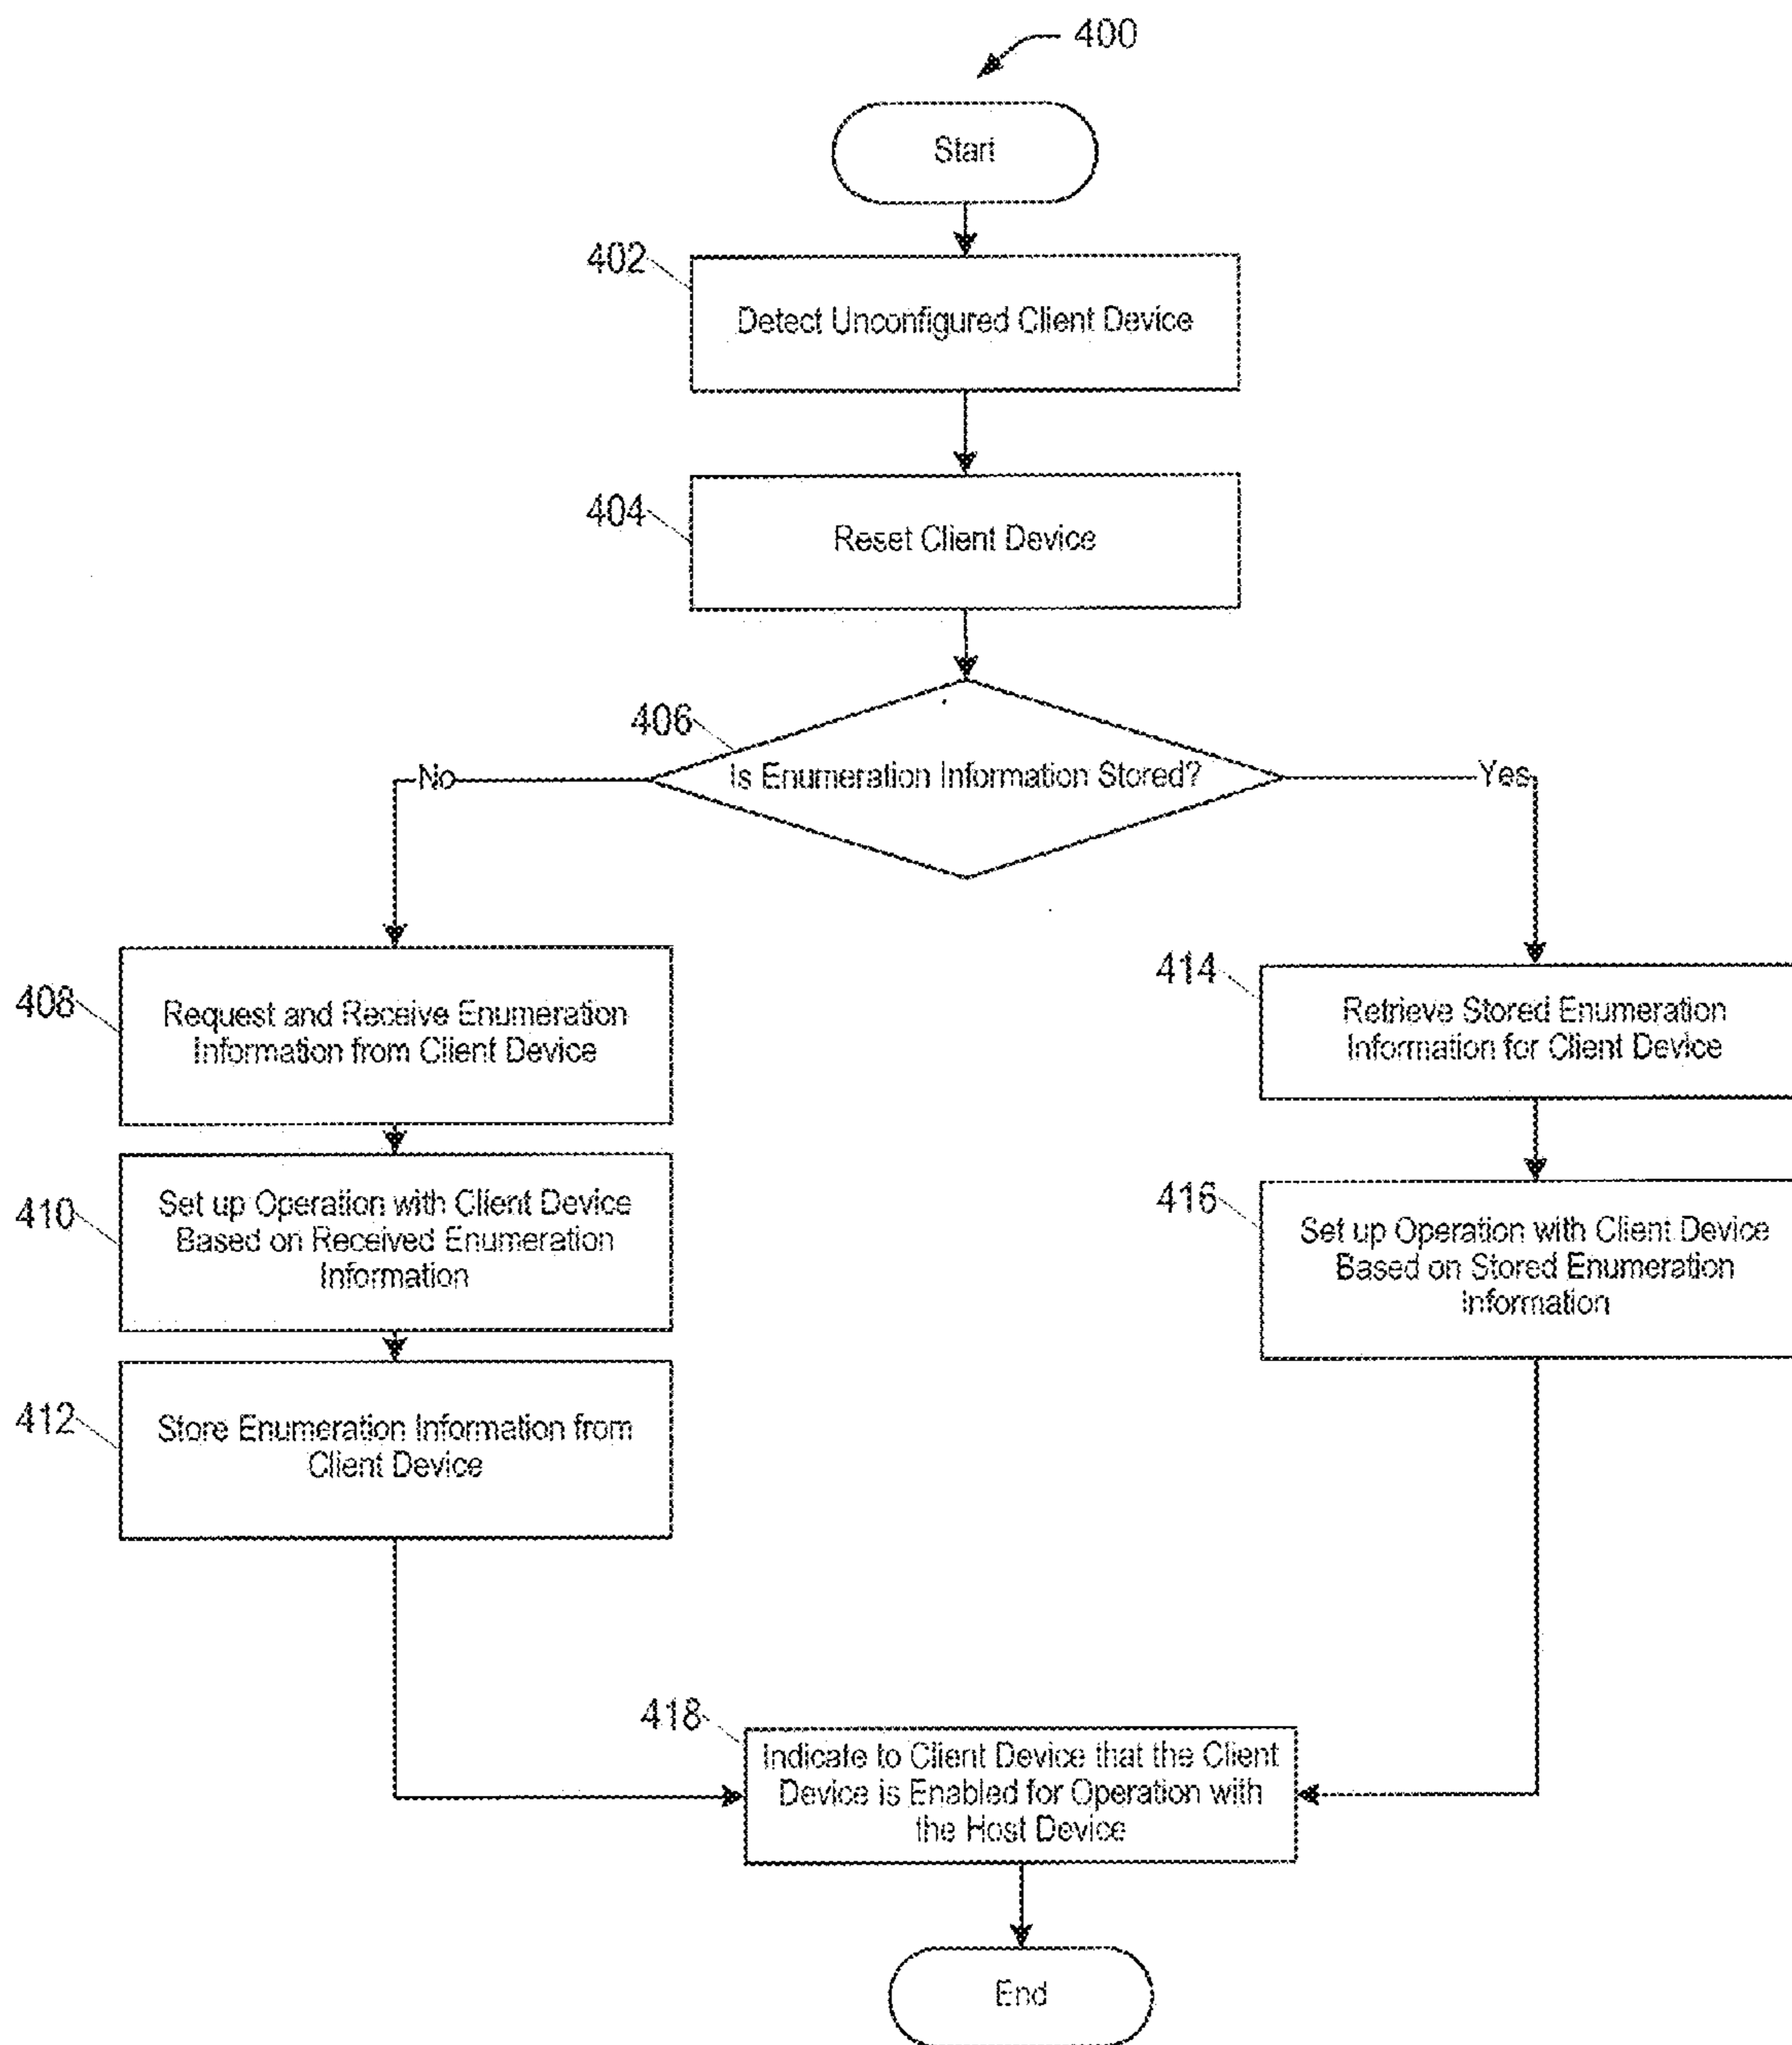 400
Start
402
Detect Unconfigured Client Device
404
Reset Client Device
406
Is Enumeration Information Stored?
No
Yes
408
Request and Receive Enumeration
Information from Client Device
410
Set up Operation with Client Device
Based on Received Enumeration
Information
412
Store Enumeration Information from
Client Device
414
Retrieve Stored Enumeration
Information for Client Device
416
Set up Operation with Client Device
Based on Stored Enumeration
Information
418
Indicate to Client Device that the Client
Device is Enabled for Operation with
the Host Device
End